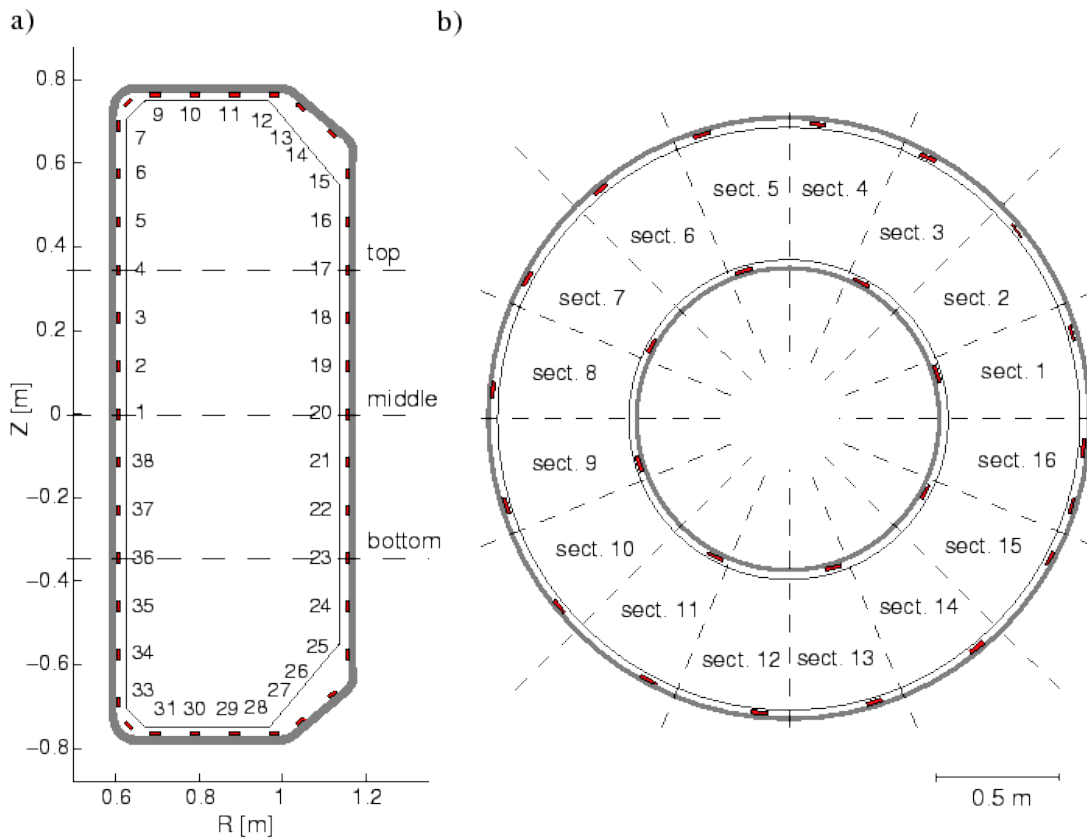 a)
b)
0.8
0.6
0.4
0.2
0
−0.2
−0.4
−0.6
−0.8
Z [m]
0.6 0.8 1 1.2
R [m]
9 10 11 12
13
14
15
16
17
18
19
20
21
22
23
24
25
26
27
28
29
30
31
33
34
35
36
37
38
1
2
3
4
5
6
7
top
middle
bottom
sect. 1
sect. 2
sect. 3
sect. 4
sect. 5
sect. 6
sect. 7
sect. 8
sect. 9
sect. 10
sect. 11
sect. 12
sect. 13
sect. 14
sect. 15
sect. 16
0.5 m